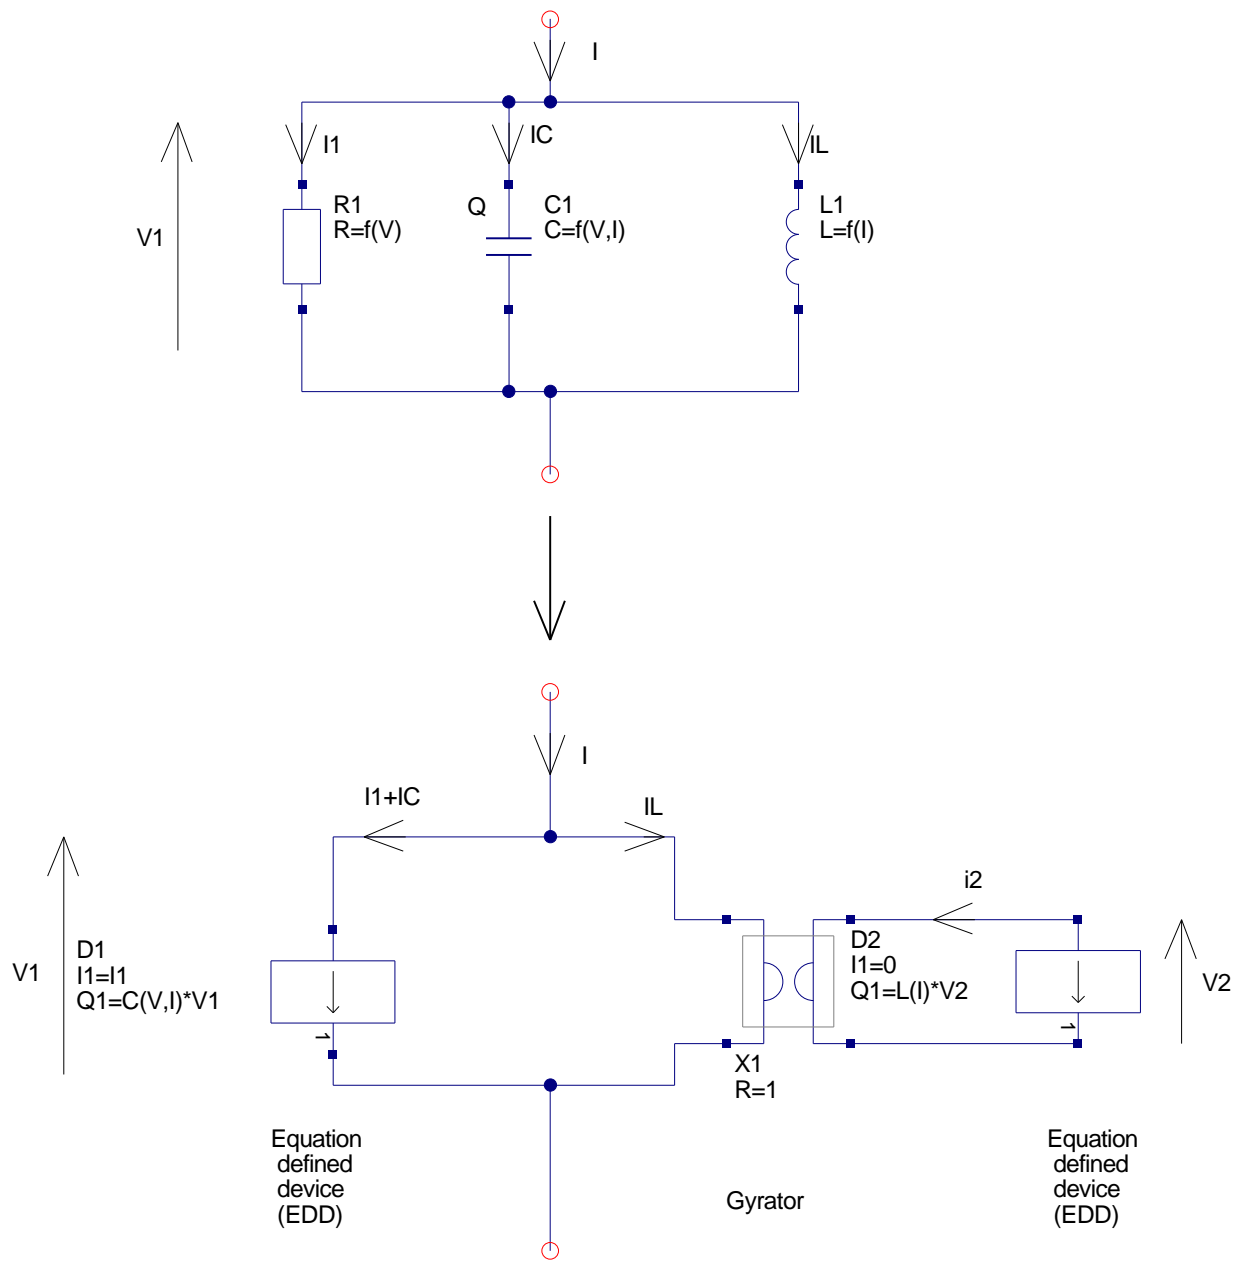 I
I1
IC
IL
V1
R1
R=f(V)
Q
C1
C=f(V,I)
L1
L=f(I)
I
I1+IC
IL
i2
V1
D1
I1=I1
Q1=C(V,I)*V1
1
D2
I1=0
Q1=L(I)*V2
1
V2
X1
R=1
Equation
defined
device
(EDD)
Gyrator
Equation
defined
device
(EDD)